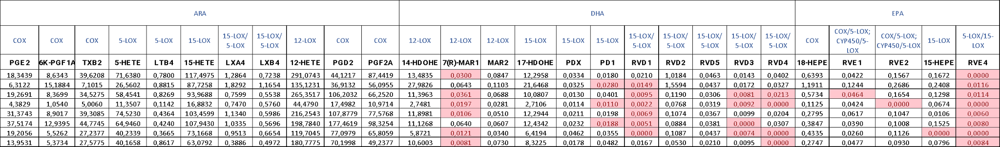 ARA DHA EPA
COX COX COX 5-LOX 5-LOX 15-LOX 15-LOX/ 5-LOX 15-LOX/ 5-LOX 12-LOX COX COX 12-LOX 12-LOX 12-LOX 15-LOX 15-LOX 15-LOX 15-LOX/ 5-LOX 15-LOX/ 5-LOX 15-LOX/ 5-LOX 15-LOX/ 5-LOX 15-LOX/ 5-LOX COX COX/5-LOX; CYP450/5-LOX COX/5-LOX; CYP450/5-LOX 15-LOX 5-LOX/15-LOX
PGE2 6K-PGF1A TXB2 5-HETE LTB4 15-HETE LXA4 LXB4 12-HETE PGD2 PGF2A 14-HDOHE 7(R)-MAR1 MAR2 17-HDOHE PDX PD1 RVD1 RVD2 RVD5 RVD3 RVD4 18-HEPE RVE1 RVE2 15-HEPE RVE4
18,3439 8,6343 39,6208 71,6380 0,7800 117,4975 1,2864 0,7238 291,0743 44,1217 87,4419 13,4835 0,0300 0,0847 12,2958 0,0334 0,0180 0,0210 1,0184 0,0463 0,0143 0,0402 0,6393 0,0422 0,1567 0,1672 0,0000
6,3122 15,1884 7,1015 26,5602 0,8815 87,7258 1,8292 1,1654 135,1231 36,9132 56,0955 27,9826 0,0643 0,1103 21,6468 0,0325 0,0280 0,0149 1,5594 0,0437 0,0172 0,0327 1,1911 0,1244 0,2686 0,2408 0,0116
19,2691 8,3699 34,5275 58,4541 0,8269 93,9688 0,7599 0,5538 265,3517 106,2032 66,2520 11,3963 0,0361 0,0688 10,0807 0,0130 0,0401 0,0095 0,1190 0,0306 0,0081 0,0213 0,5734 0,0464 0,1654 0,1298 0,0114
4,3829 1,0540 5,0060 11,3507 0,1142 16,8832 0,7470 0,5760 44,4790 17,4982 10,9714 2,7481 0,0197 0,0281 2,7106 0,0114 0,0110 0,0022 0,0768 0,0319 0,0092 0,0000 0,1125 0,0424 0,0000 0,0674 0,0000
31,3743 8,9017 39,3085 74,5230 0,4364 103,4599 1,1340 0,5986 216,2543 107,8779 77,5768 11,8981 0,0106 0,0510 12,2944 0,0211 0,0198 0,0069 0,1074 0,0367 0,0099 0,0204 0,2795 0,0617 0,1047 0,0106 0,0060
37,5174 12,9395 44,7745 64,9460 0,4240 107,9430 1,0335 0,5696 198,7840 177,4619 98,3254 11,1268 0,0640 0,0607 12,4342 0,0232 0,0188 0,0051 0,0884 0,0381 0,0000 0,0307 0,3847 0,0390 0,1008 0,1525 0,0080
19,2056 5,5262 27,2377 40,2339 0,3665 73,1668 0,9513 0,6654 119,7045 77,0979 65,8059 5,8721 0,0121 0,0340 6,4194 0,0462 0,0355 0,0000 0,1087 0,0437 0,0074 0,0000 0,4335 0,0260 0,1126 0,0000 0,0000
13,9531 5,3734 27,5775 40,1658 0,8617 63,0792 0,3886 0,4972 180,7775 70,1998 49,2377 10,6003 0,0081 0,0730 8,3225 0,0178 0,0482 0,0167 0,0530 0,0210 0,0095 0,0000 0,2747 0,0477 0,0930 0,0796 0,0084